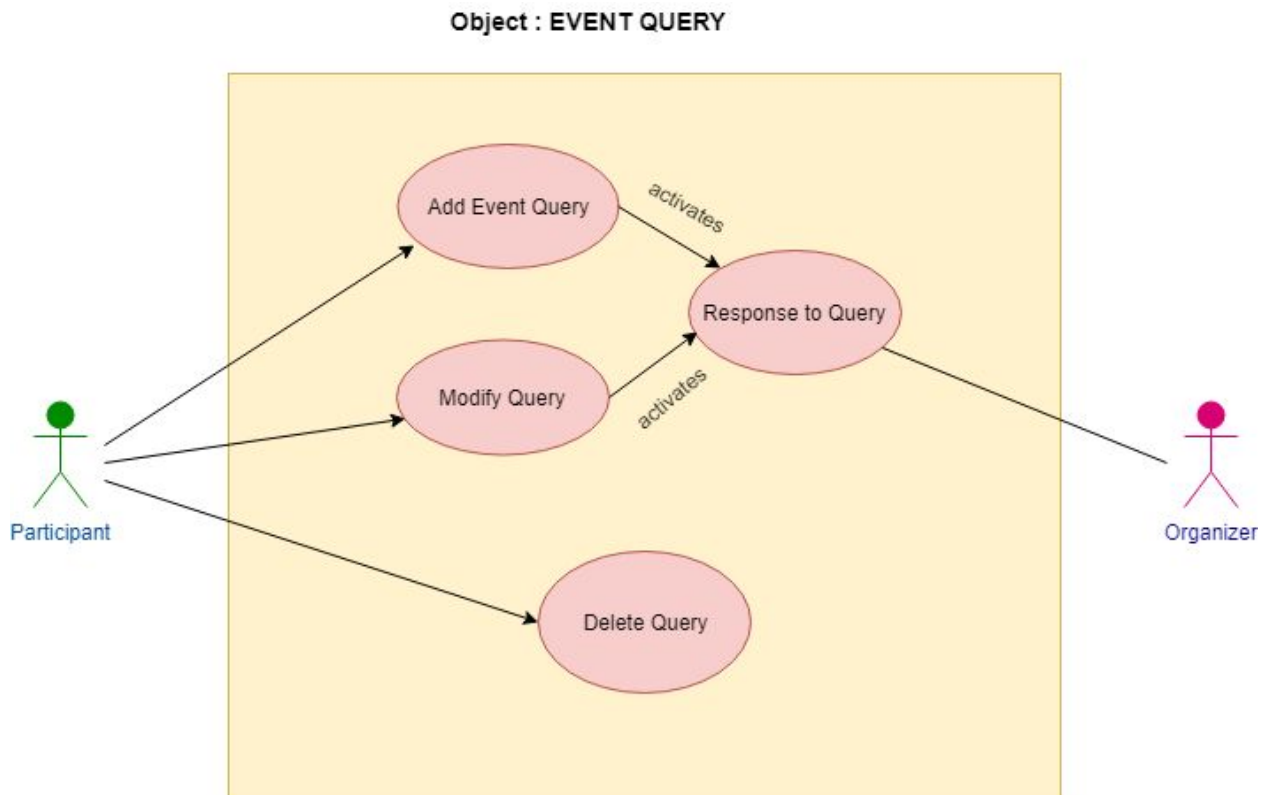 Object : EVENT QUERY
Add Event Query
activates
Response to Query
Modify Query
activates
Participant
Organizer
Delete Query